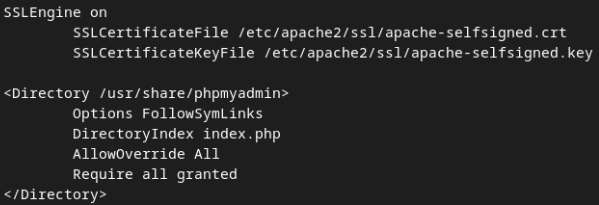 SSLEngine on
SSLCertificateFile /etc/apache2/ssl/apache-selfsigned.crt
SSLCertificateKeyFile /etc/apache2/ssl/apache-selfsigned.key
<Directory /usr/share/phpmyadmin>
Options FollowSymLinks
DirectoryIndex index.php
AllowOverride All
Require all granted
</Directory>